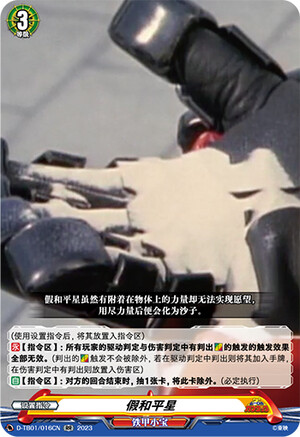 3
等级
假和平星虽然有附着在物体上的力量却无法实现愿望，
用尽力量后便会化为沙子。
(使用设置指令后，将其放置入指令区)
永【指令区】：所有玩家的驱动判定与伤害判定中有判出的触发的触发效果
全部无效。(判出的触发不会被除外，若在驱动判定中判出则将其加入手牌，
在伤害判定中有判出则放置入伤害区)
自【指令区】：对方的回合结束时，抽1张卡，将此卡除外。(必定执行)
设置指令
假和平星
D-TB01/016CN RR 2023
铁甲小宝
©東映